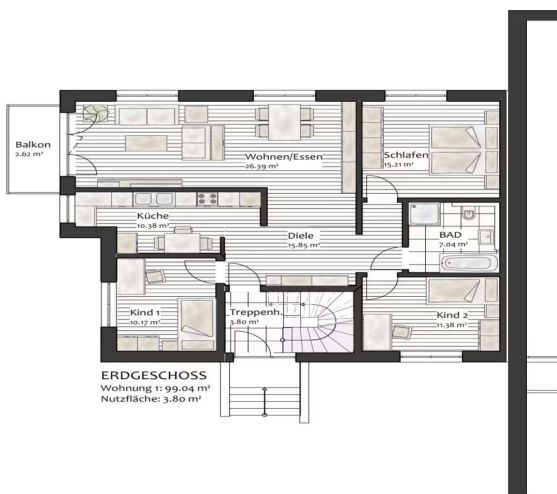 Balkon
2.62 m²
Wohnen/Essen
26.39 m²
Schlafen
15.21 m²
Küche
10.38 m²
Diele
15.85 m²
BAD
7.04 m²
Kind 1
10.17 m²
Treppenh.
3.80 m²
Kind 2
11.38 m²
ERDGESCHOSS
Wohnung 1: 99.04 m²
Nutzfläche: 3.80 m²